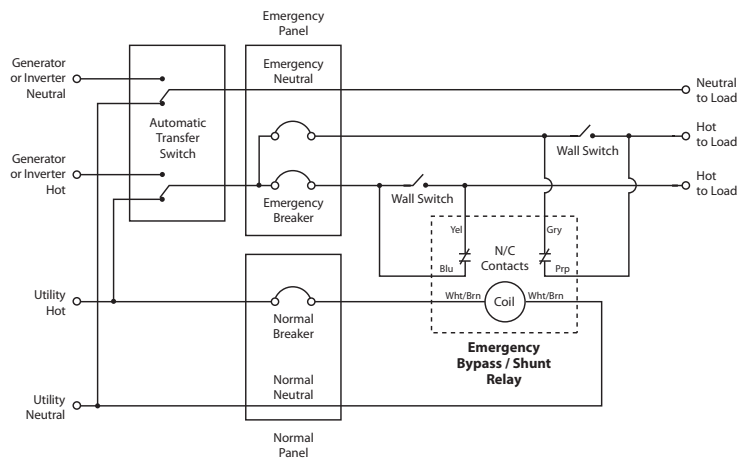 Emergency
Panel
Generator
or Inverter
Neutral
Emergency
Neutral
Neutral
to Load
Automatic
Transfer
Switch
Hot
to Load
Wall Switch
Generator
or Inverter
Hot
Hot
to Load
Wall Switch
Emergency
Breaker
Yel
Gry
N/C
Contacts
Blu
Prp
Utility
Hot
Wht/Brn
Coil
Wht/Brn
Normal
Breaker
Emergency
Bypass / Shunt
Relay
Normal
Neutral
Utility
Neutral
Normal
Panel